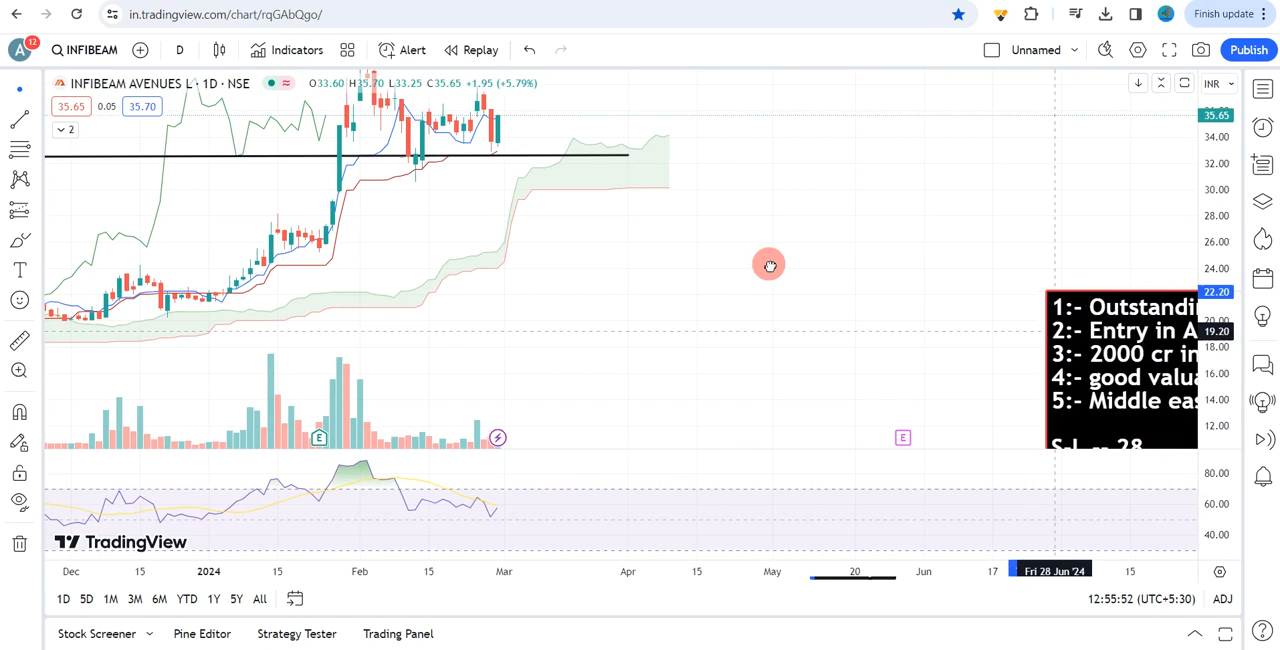 in.tradingview.com/chart/rqGAbQgo/
Finish update
A 12
INFIBEAM
D
Indicators
Alert
Replay
Unnamed
Publish
INFIBEAM AVENUES L · 1D · NSE
O33.60 H35.70 L33.25 C35.65 +1.95 (+5.79%)
35.65 0.05 35.70
2
INR
35.65
34.00
32.00
30.00
28.00
26.00
24.00
22.20
19.20
18.00
16.00
14.00
12.00
1:- Outstandin
2:- Entry in A
3:- 2000 cr in
4:- good valua
5:- Middle eas
S-L -- 28
E
E
80.00
60.00
40.00
TradingView
Dec 15 2024 15 Feb 15 Mar Apr 15 May 20 Jun 17 Fri 28 Jun '24 15
1D 5D 1M 3M 6M YTD 1Y 5Y All
12:55:52 (UTC+5:30) ADJ
Stock Screener
Pine Editor
Strategy Tester
Trading Panel